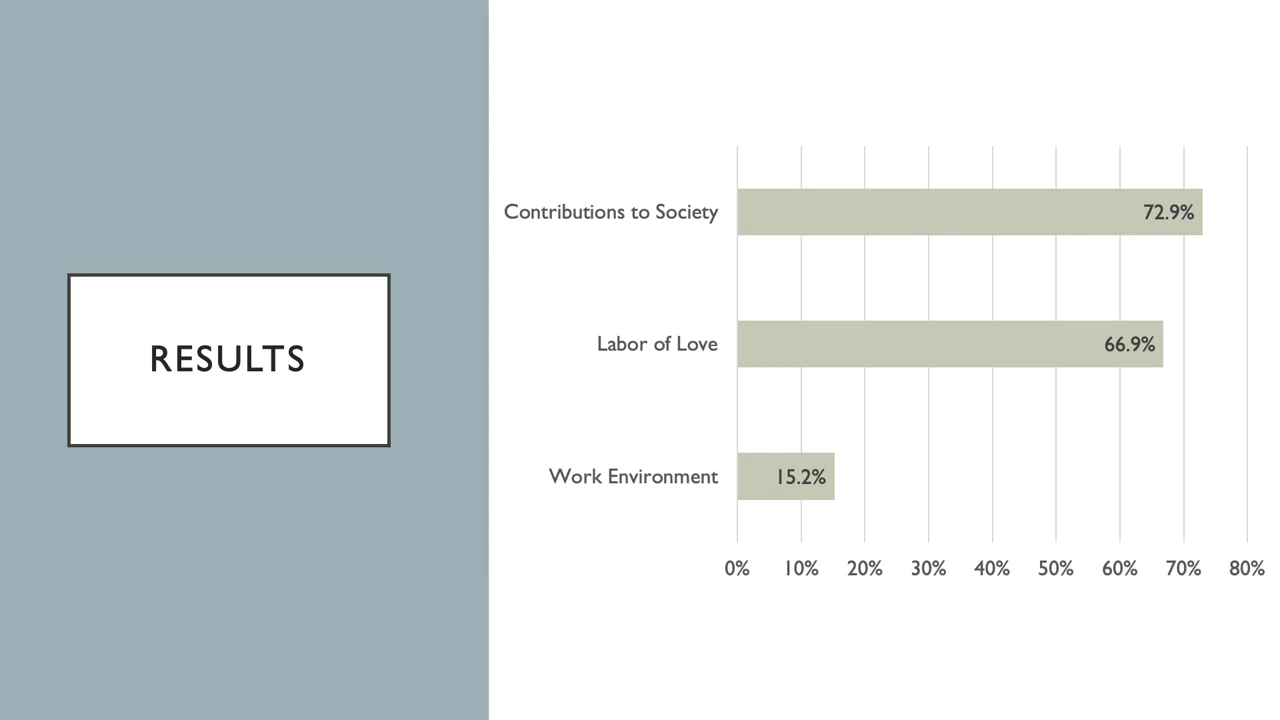 RESULTS
Contributions to Society
72.9%
Labor of Love
66.9%
Work Environment
15.2%
0% 10% 20% 30% 40% 50% 60% 70% 80%